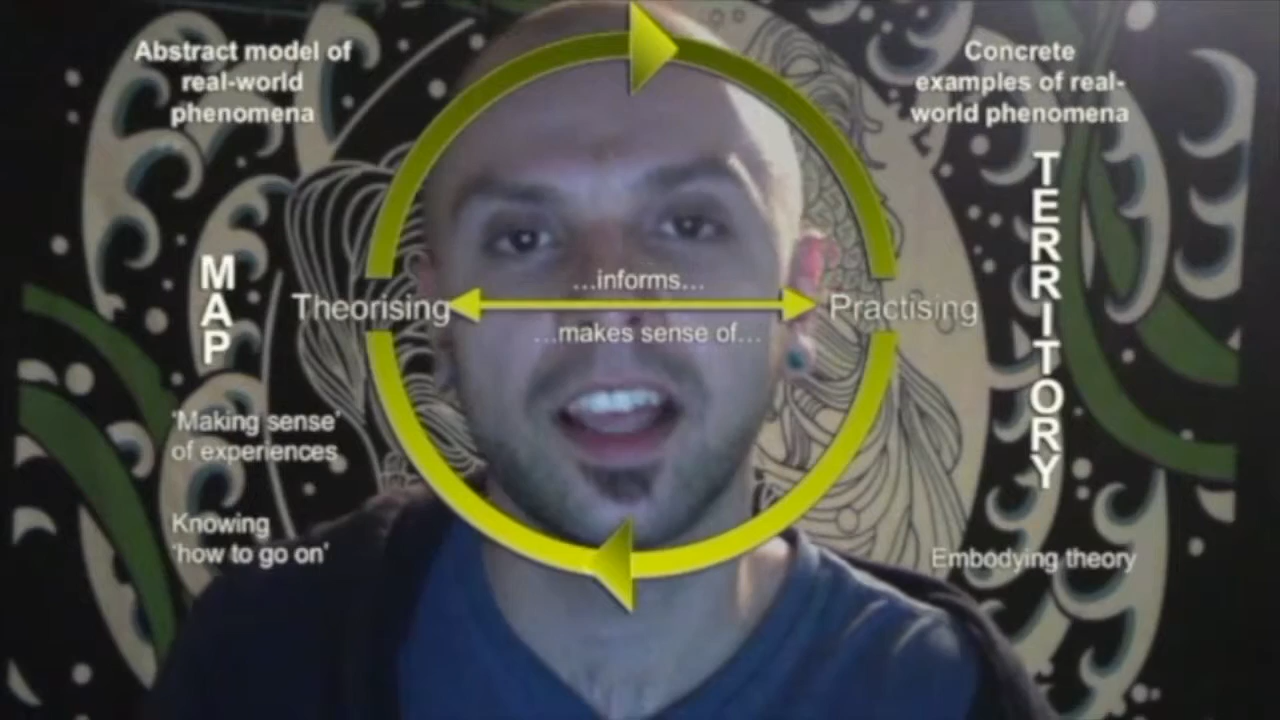 Abstract model of
real-world
phenomena
Concrete
examples of real-
world phenomena
MAP
TERRITORY
Theorising
...informs...
...makes sense of...
Practising
'Making sense'
of experiences
Knowing
'how to go on'
Embodying theory